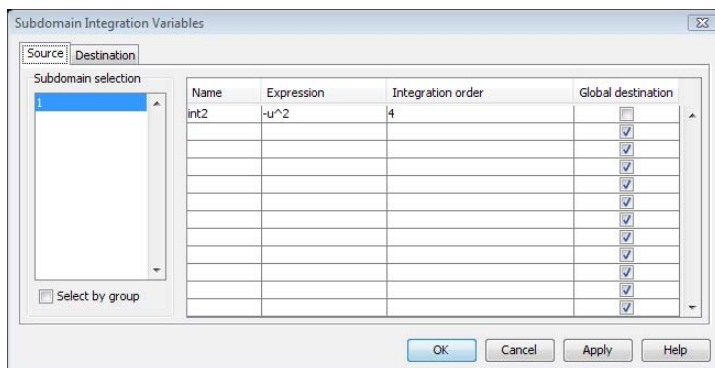 Subdomain Integration Variables
Source Destination
Subdomain selection
1
Select by group
Name Expression Integration order Global destination
int2 -u^2 4
OK Cancel Apply Help